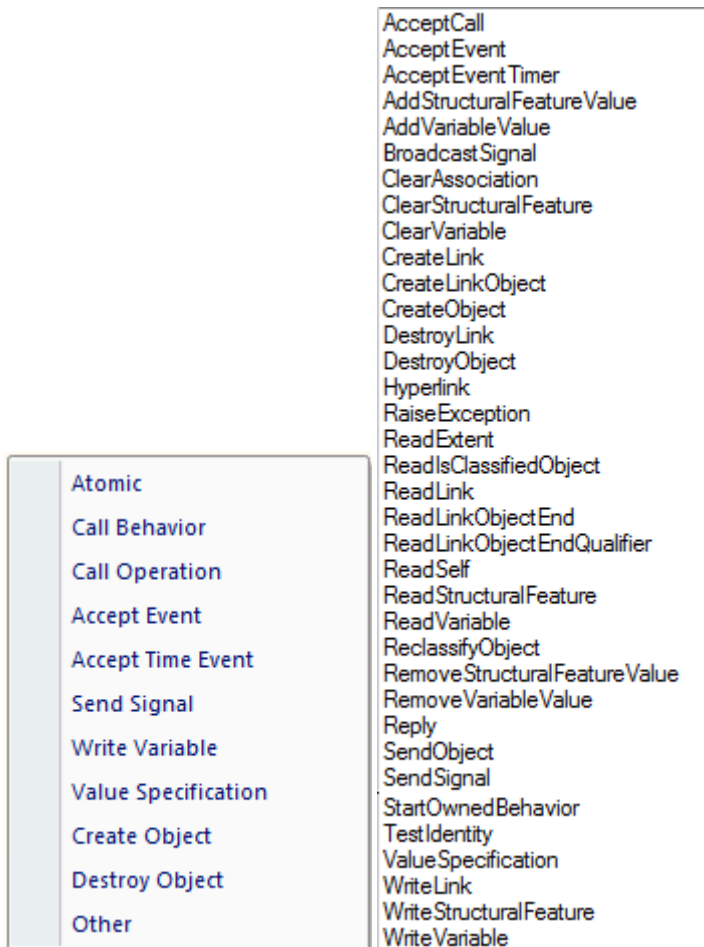 Atomic
Call Behavior
Call Operation
Accept Event
Accept Time Event
Send Signal
Write Variable
Value Specification
Create Object
Destroy Object
Other
AcceptCall
AcceptEvent
AcceptEventTimer
AddStructuralFeatureValue
AddVariableValue
BroadcastSignal
ClearAssociation
ClearStructuralFeature
ClearVariable
CreateLink
CreateLinkObject
CreateObject
DestroyLink
DestroyObject
Hyperlink
RaiseException
ReadExtent
ReadIsClassifiedObject
ReadLink
ReadLinkObjectEnd
ReadLinkObjectEndQualifier
ReadSelf
ReadStructuralFeature
ReadVariable
ReclassifyObject
RemoveStructuralFeatureValue
RemoveVariableValue
Reply
SendObject
SendSignal
StartOwnedBehavior
TestIdentity
ValueSpecification
WriteLink
WriteStructuralFeature
WriteVariable